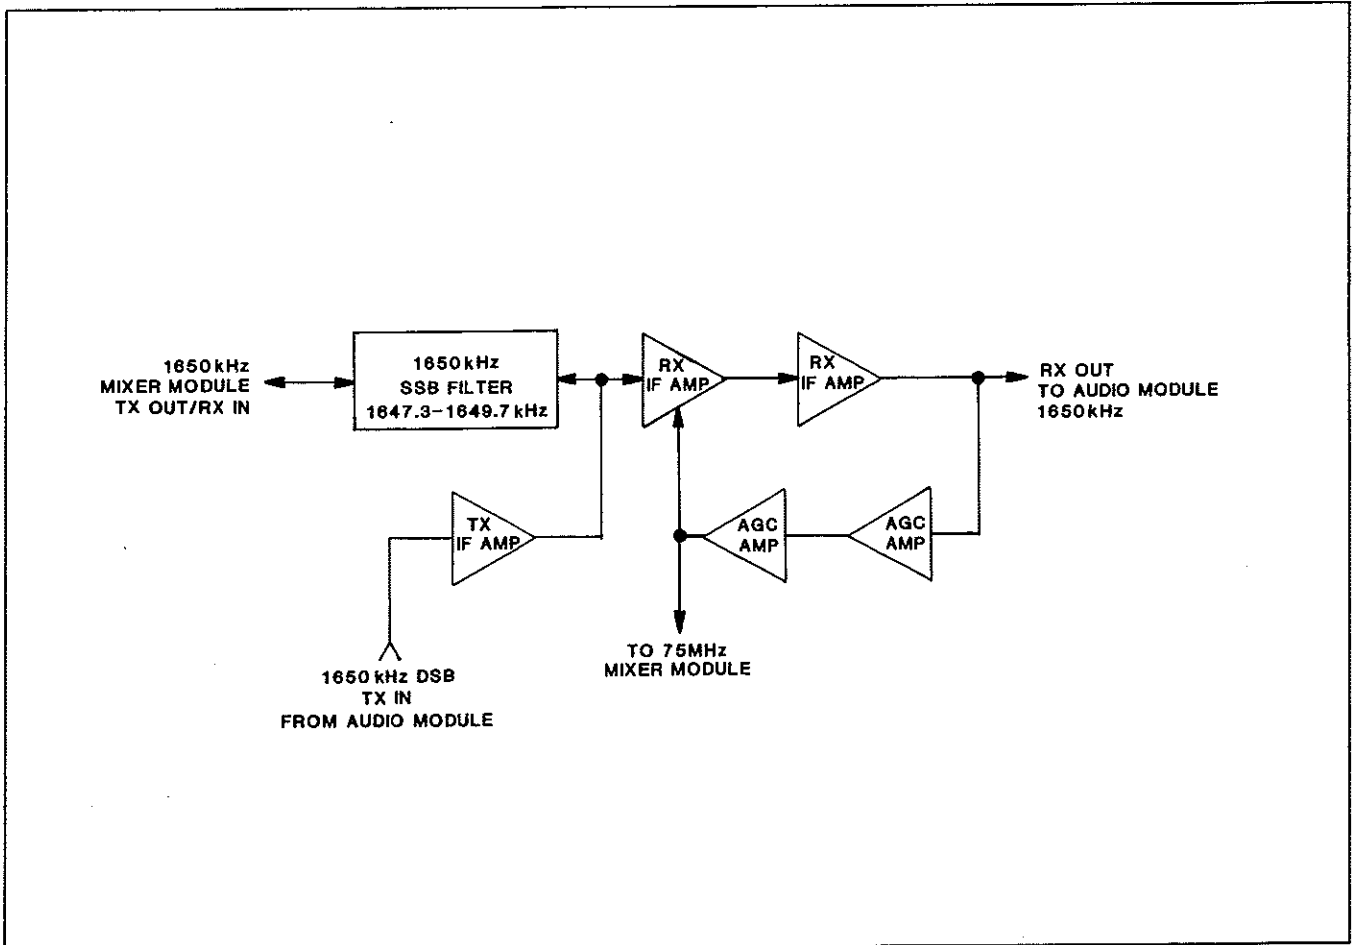 1650kHz
MIXER MODULE
TX OUT/RX IN
1650kHz
SSB FILTER
1647.3-1649.7 kHz
RX
IF AMP
RX
IF AMP
RX OUT
TO AUDIO MODULE
1650kHz
TX
IF AMP
AGC
AMP
AGC
AMP
TO 75MHz
MIXER MODULE
1650 kHz DSB
TX IN
FROM AUDIO MODULE